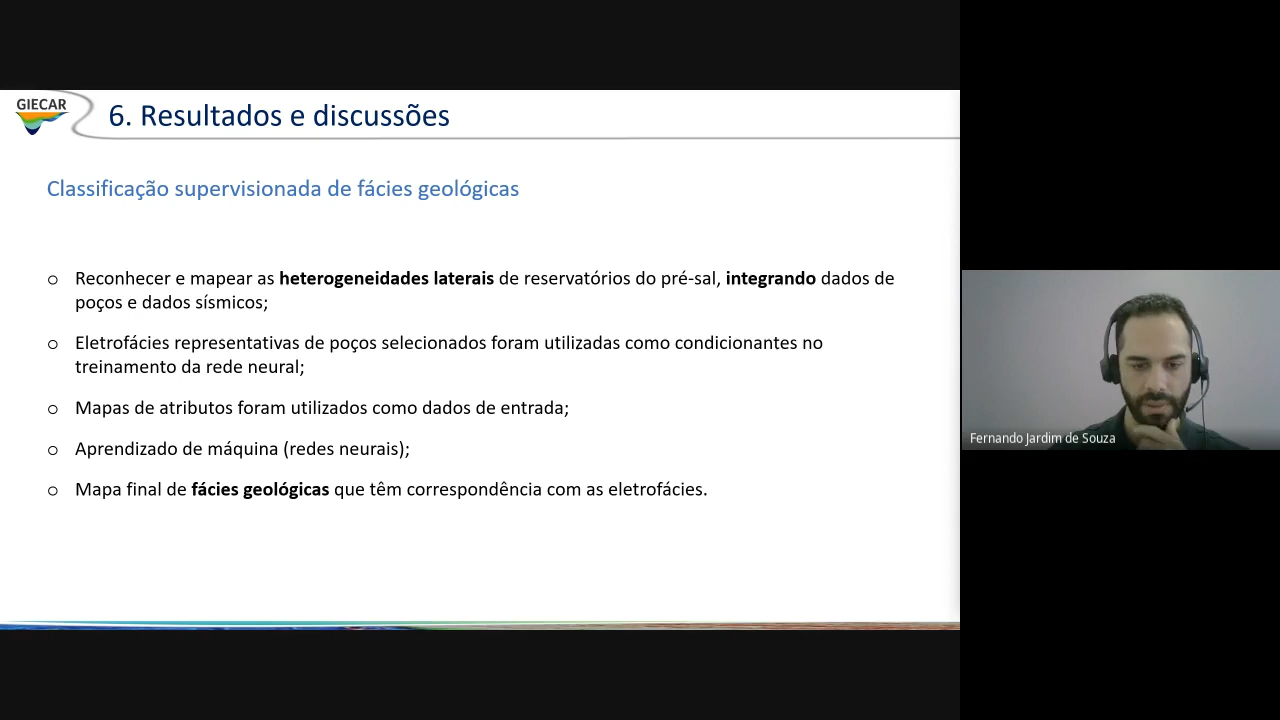 GIECAR
6. Resultados e discussões
Classificação supervisionada de fácies geológicas
o Reconhecer e mapear as heterogeneidades laterais de reservatórios do pré-sal, integrando dados de
poços e dados sísmicos;
o Eletrofácies representativas de poços selecionados foram utilizadas como condicionantes no
treinamento da rede neural;
o Mapas de atributos foram utilizados como dados de entrada;
o Aprendizado de máquina (redes neurais);
o Mapa final de fácies geológicas que têm correspondência com as eletrofácies.
Fernando Jardim de Souza